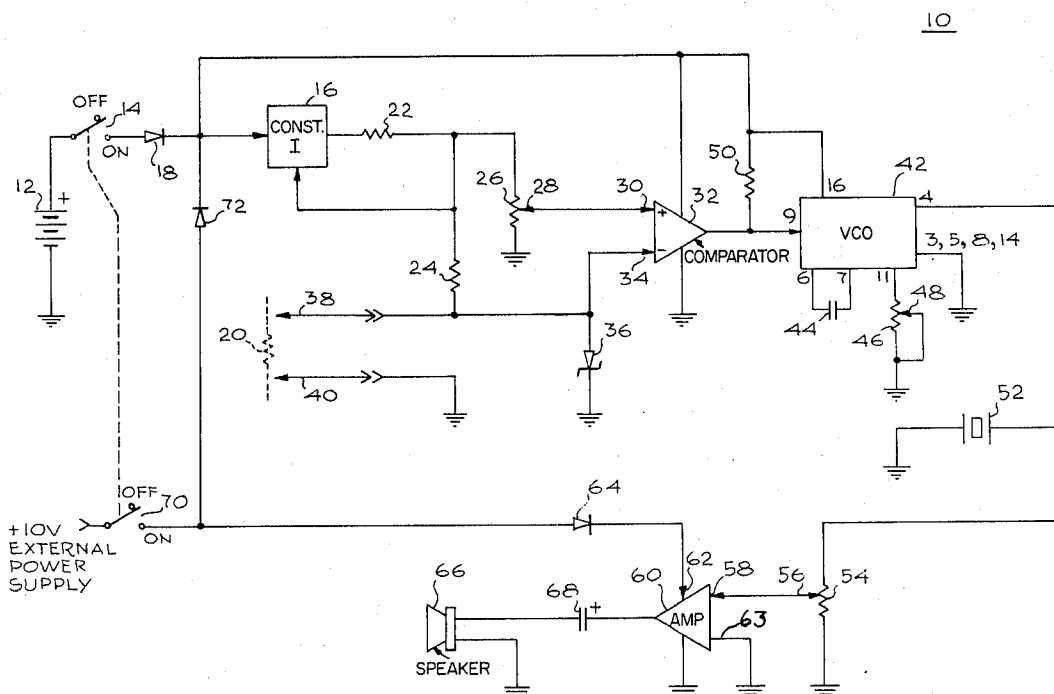 10
OFF
14
ON
18
12
+
16
CONST.
I
22
72
26
28
30
+
32
−
34
COMPARATOR
24
38
20
40
36
50
16
42
9
VCO
4
3, 5, 8, 14
6
7
11
44
48
46
52
OFF
70
ON
+10V
EXTERNAL
POWER
SUPPLY
64
66
68
+
60
62
58
AMP
63
56
54
SPEAKER